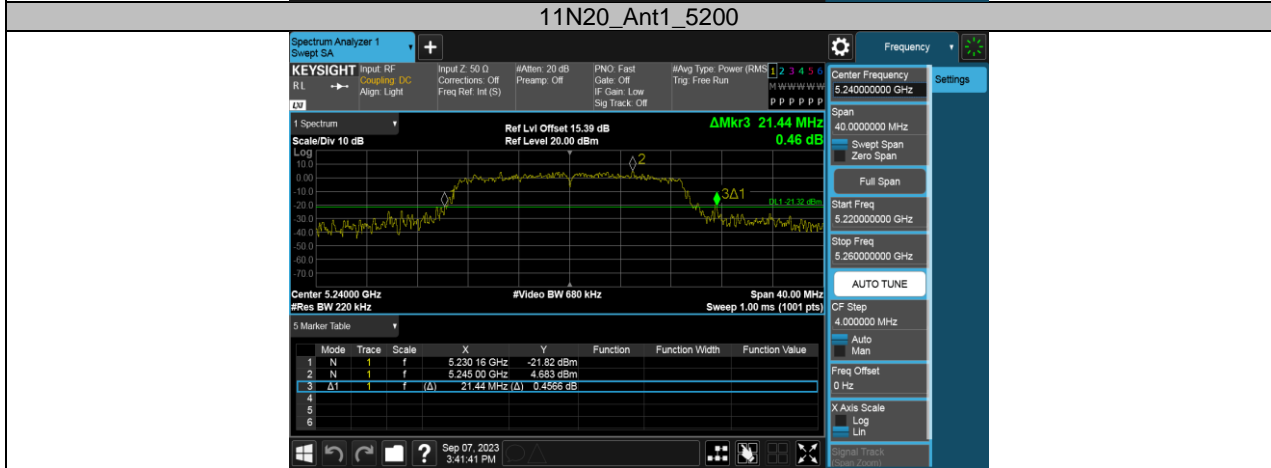 11N20_Ant1_5200
Spectrum Analyzer 1
Swept SA
Frequency
KEYSIGHT
RL
LXI
Input: RF
Coupling: DC
Align: Light
Input Z: 50 Ω
Corrections: Off
Freq Ref: Int (S)
#Atten: 20 dB
Preamp: Off
PNO: Fast
Gate: Off
IF Gain: Low
Sig Track: Off
#Avg Type: Power (RMS
Trig: Free Run
1 2 3 4 5 6
M W W W W W
P P P P P P
Center Frequency
5.240000000 GHz
Settings
1 Spectrum
Scale/Div 10 dB
Ref Lvl Offset 15.39 dB
Ref Level 20.00 dBm
ΔMkr3 21.44 MHz
0.46 dB
Log
10.0
0.00
-10.0
-20.0
-30.0
-40.0
-50.0
-60.0
-70.0
2
3Δ1
DL1 -21.32 dBm
Center 5.24000 GHz
#Res BW 220 kHz
#Video BW 680 kHz
Span 40.00 MHz
Sweep 1.00 ms (1001 pts)
Span
40.0000000 MHz
Swept Span
Zero Span
Full Span
Start Freq
5.220000000 GHz
Stop Freq
5.260000000 GHz
AUTO TUNE
CF Step
4.000000 MHz
Auto
Man
Freq Offset
0 Hz
X Axis Scale
Log
Lin
Signal Track
(Span Zoom)
5 Marker Table
Mode Trace Scale X Y Function Function Width Function Value
1 N 1 f 5.230 16 GHz -21.82 dBm
2 N 1 f 5.245 00 GHz 4.683 dBm
3 Δ1 1 f (Δ) 21.44 MHz (Δ) 0.4566 dB
4
5
6
?
Sep 07, 2023
3:41:41 PM